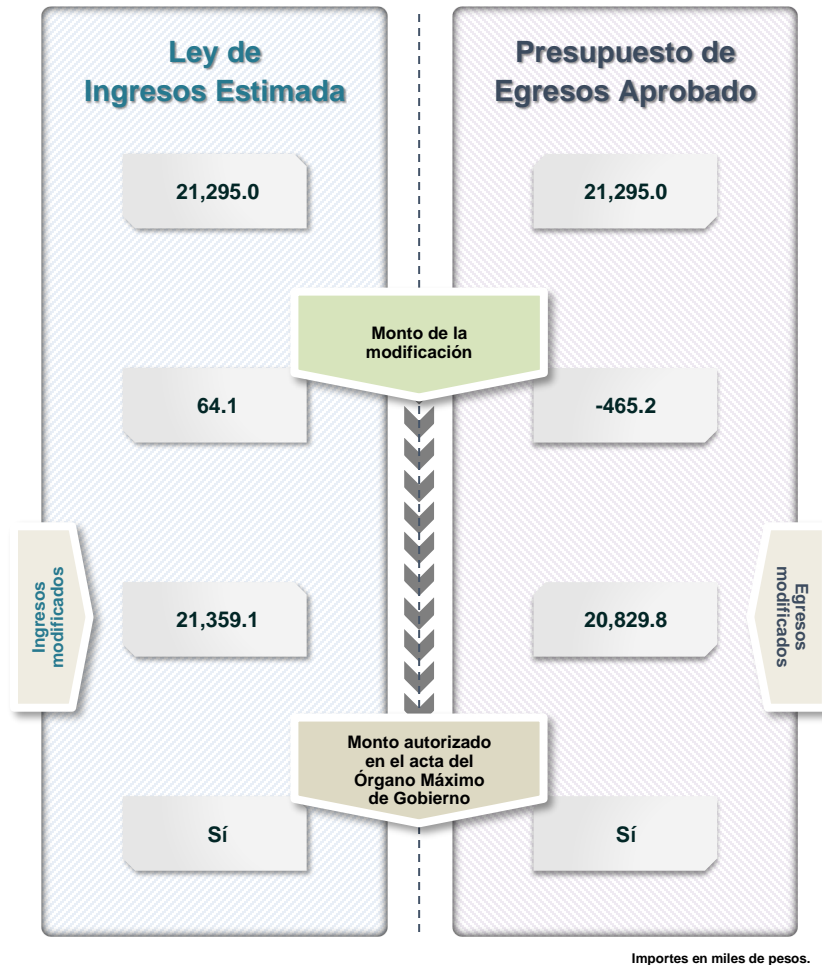 Ley de
Ingresos Estimada
Presupuesto de
Egresos Aprobado
21,295.0
21,295.0
Monto de la
modificación
64.1
-465.2
Ingresos
modificados
21,359.1
20,829.8
Egresos
modificados
Monto autorizado
en el acta del
Órgano Máximo
de Gobierno
Sí
Sí
Importes en miles de pesos.